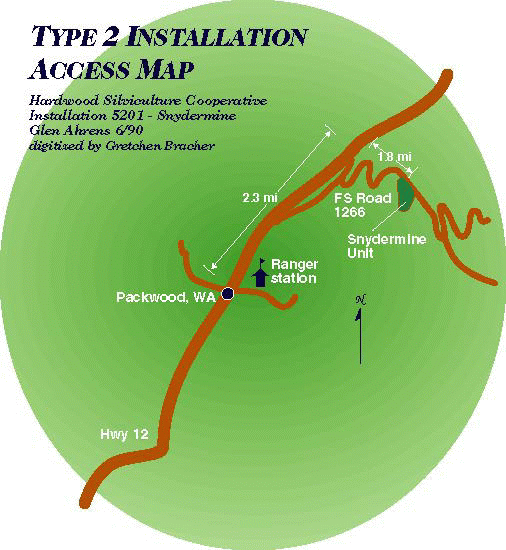 TYPE 2 INSTALLATION
ACCESS MAP
Hardwood Silviculture Cooperative
Installation 5201 - Snydermine
Glen Ahrens 6/90
digitized by Gretchen Bracher
1.8 mi
2.3 mi
FS Road
1266
Snydermine
Unit
Ranger
station
Packwood, WA
N
Hwy 12